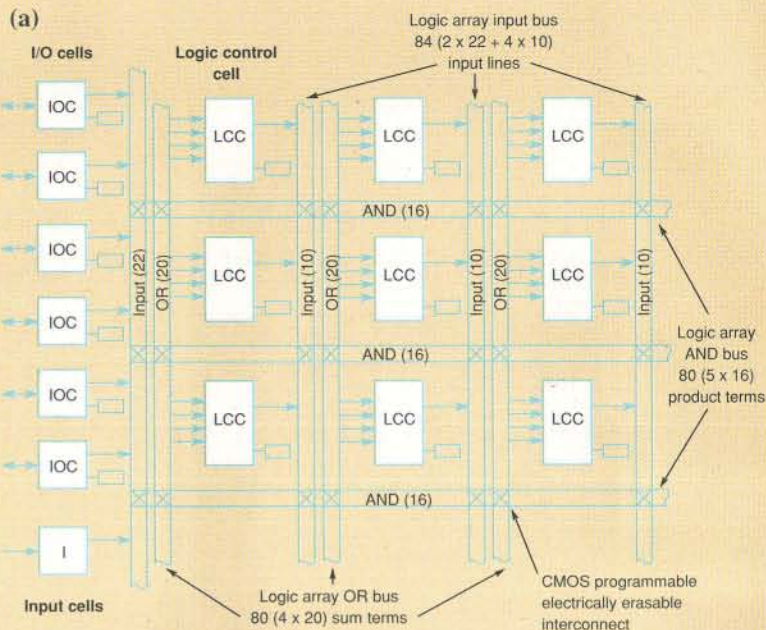 (a)
I/O cells
Logic control
cell
Logic array input bus
84 (2 x 22 + 4 x 10)
input lines
IOC
LCC
LCC
LCC
IOC
AND (16)
IOC
Input (22)
OR (20)
LCC
Input (10)
OR (20)
LCC
Input (10)
OR (20)
LCC
Input (10)
IOC
AND (16)
Logic array
AND bus
80 (5 x 16)
product terms
IOC
LCC
LCC
LCC
IOC
AND (16)
I
Input cells
Logic array OR bus
80 (4 x 20) sum terms
CMOS programmable
electrically erasable
interconnect